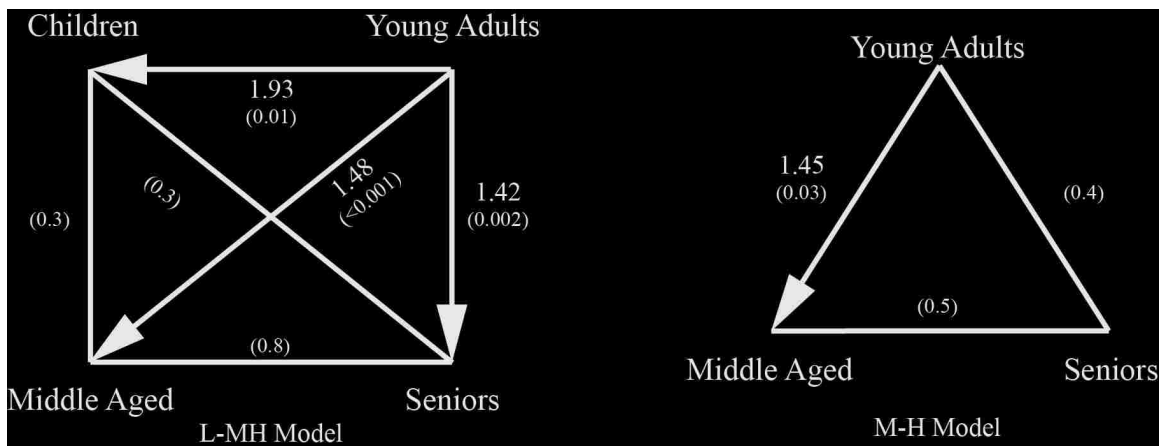 Children
Young Adults
1.93
(0.01)
(0.3)
(0.3)
1.48
(<0.001)
1.42
(0.002)
(0.8)
Middle Aged
Seniors
L-MH Model
Young Adults
1.45
(0.03)
(0.4)
(0.5)
Middle Aged
Seniors
M-H Model